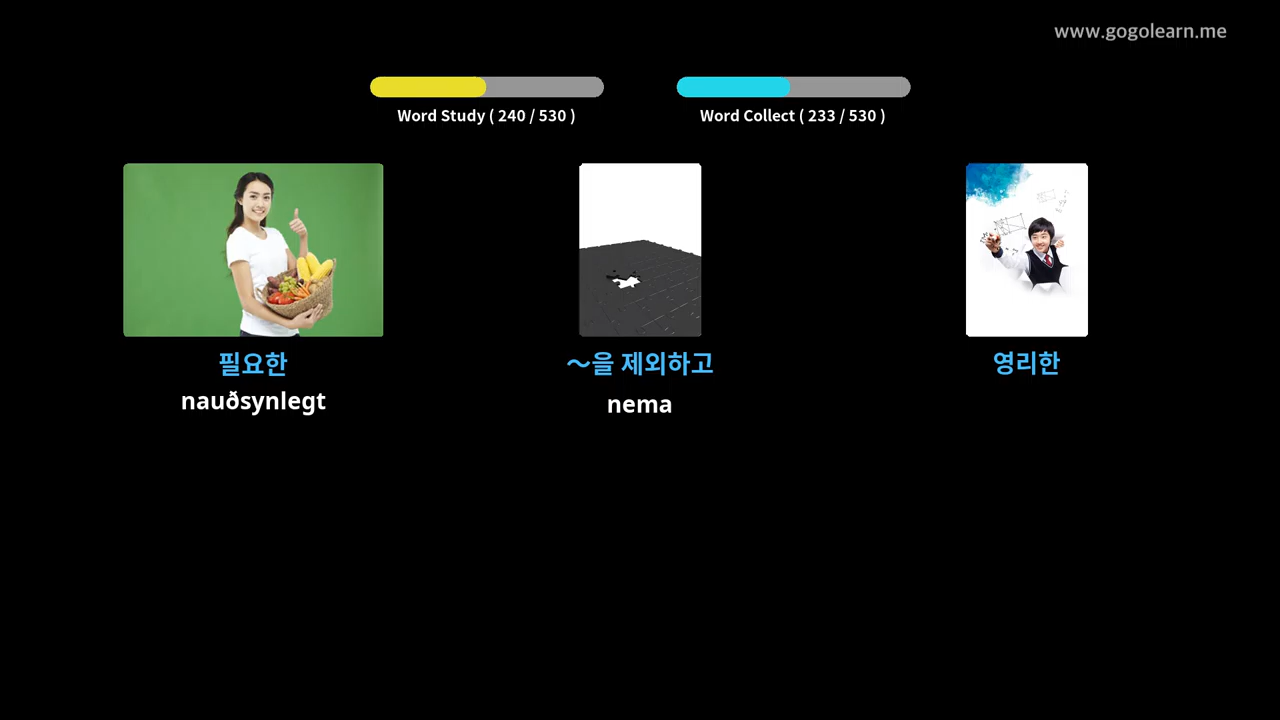 www.gogolearn.me
Word Study ( 240 / 530 )
Word Collect ( 233 / 530 )
필요한
nauðsynlegt
～을 제외하고
nema
영리한